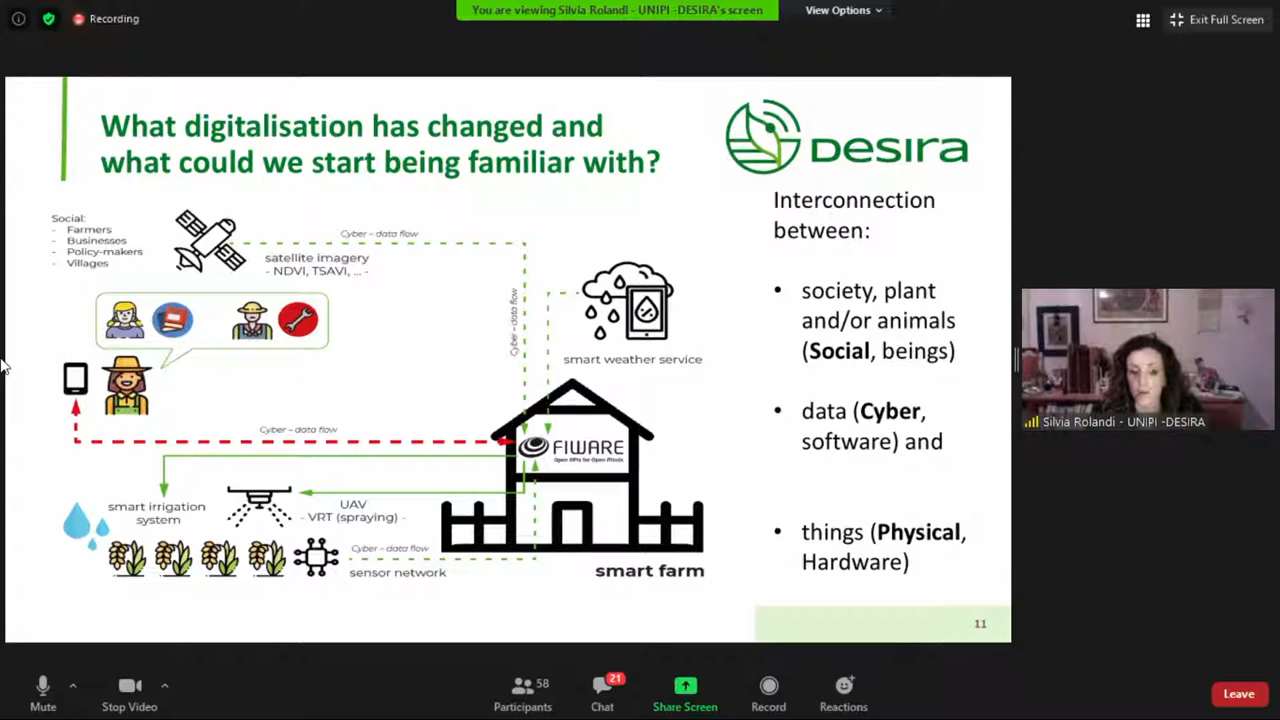 Recording
You are viewing Silvia Rolandi - UNIPI -DESIRA's screen
View Options
Exit Full Screen
What digitalisation has changed and
what could we start being familiar with?
DESIRA
Social:
- Farmers
- Businesses
- Policy-makers
- Villages
Cyber – data flow
satellite imagery
- NDVI, TSAVI, ... -
Cyber – data flow
smart weather service
Cyber – data flow
FIWARE
Open APIs for Open Minds
smart irrigation
system
UAV
- VRT (spraying) -
Cyber – data flow
sensor network
smart farm
Interconnection
between:
• society, plant
and/or animals
(Social, beings)
• data (Cyber,
software) and
• things (Physical,
Hardware)
11
Silvia Rolandi - UNIPI -DESIRA
Mute
Stop Video
Participants
58
Chat
21
Share Screen
Record
Reactions
Leave